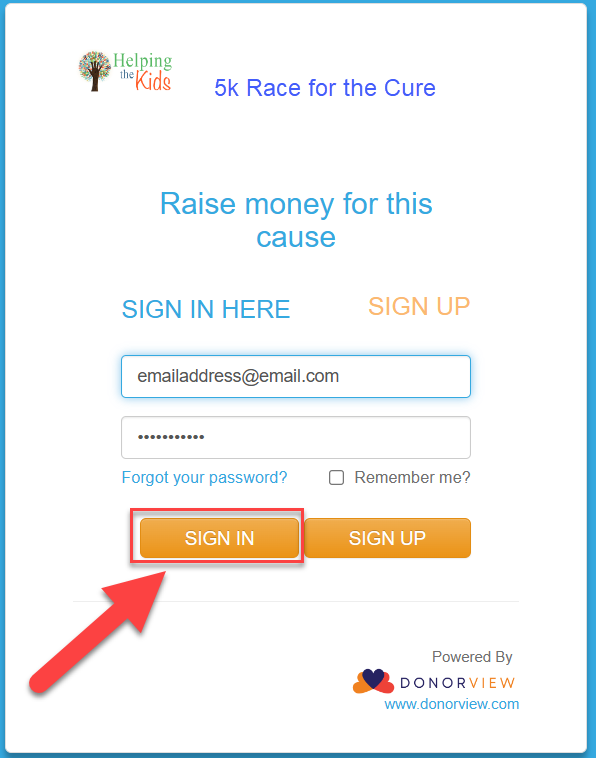 Helping
the
Kids
5k Race for the Cure
Raise money for this
cause
SIGN IN HERE
SIGN UP
emailaddress@email.com
•••••••••••
Forgot your password?
Remember me?
SIGN IN
SIGN UP
Powered By
DONORVIEW
www.donorview.com